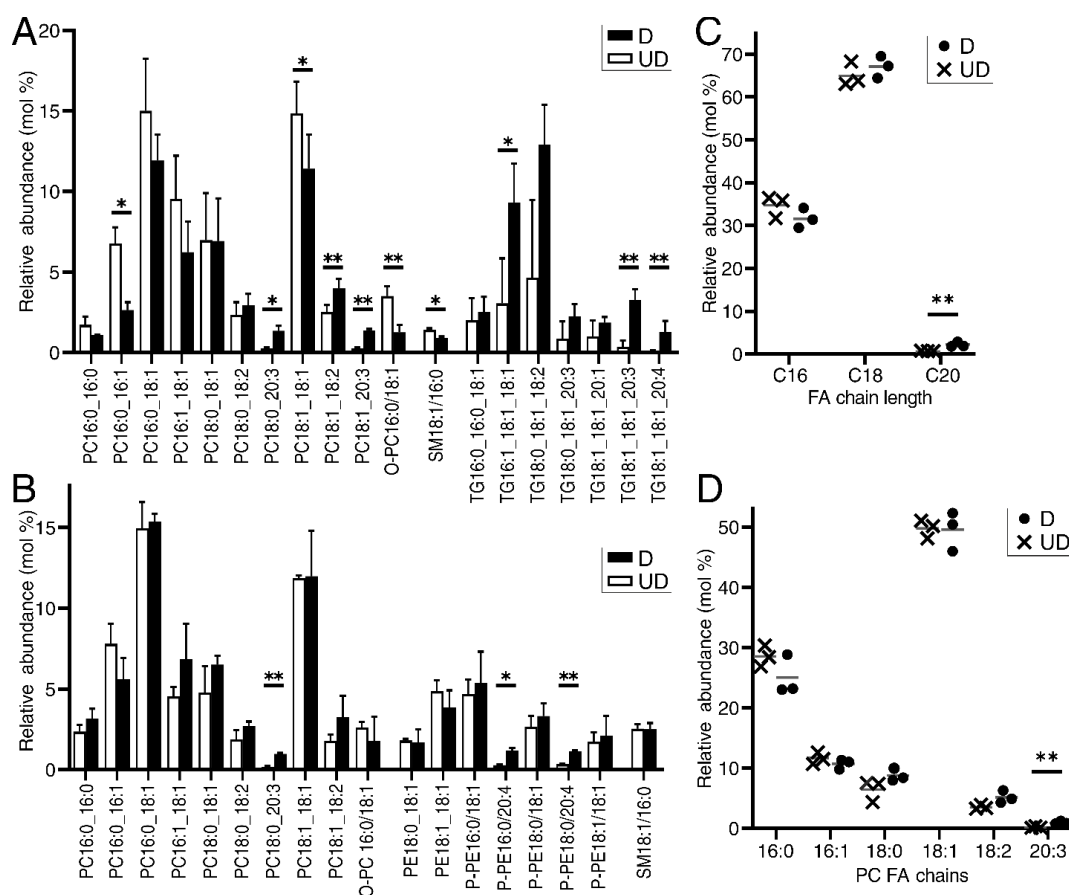 A
Relative abundance (mol %)
20
15
10
5
0
D
UD
*
*
*
*
**
**
**
*
*
**
**
PC16:0_16:0
PC16:0_16:1
PC16:0_18:1
PC16:1_18:1
PC18:0_18:1
PC18:0_18:2
PC18:0_20:3
PC18:1_18:1
PC18:1_18:2
PC18:1_20:3
O-PC16:0/18:1
SM18:1/16:0
TG16:0_16:0_18:1
TG16:1_18:1_18:1
TG18:0_18:1_18:2
TG18:0_18:1_20:3
TG18:1_18:1_20:1
TG18:1_18:1_20:3
TG18:1_18:1_20:4
B
Relative abundance (mol %)
15
10
5
0
D
UD
**
*
**
PC16:0_16:0
PC16:0_16:1
PC16:0_18:1
PC16:1_18:1
PC18:0_18:1
PC18:0_18:2
PC18:0_20:3
PC18:1_18:1
PC18:1_18:2
O-PC 16:0/18:1
PE18:0_18:1
PE18:1_18:1
P-PE16:0/18:1
P-PE16:0/20:4
P-PE18:0/18:1
P-PE18:0/20:4
P-PE18:1/18:1
SM18:1/16:0
C
Relative abundance (mol %)
70
60
50
40
30
20
10
0
D
UD
**
C16
C18
C20
FA chain length
D
Relative abundance (mol %)
50
40
30
20
10
0
D
UD
**
16:0
16:1
18:0
18:1
18:2
20:3
PC FA chains